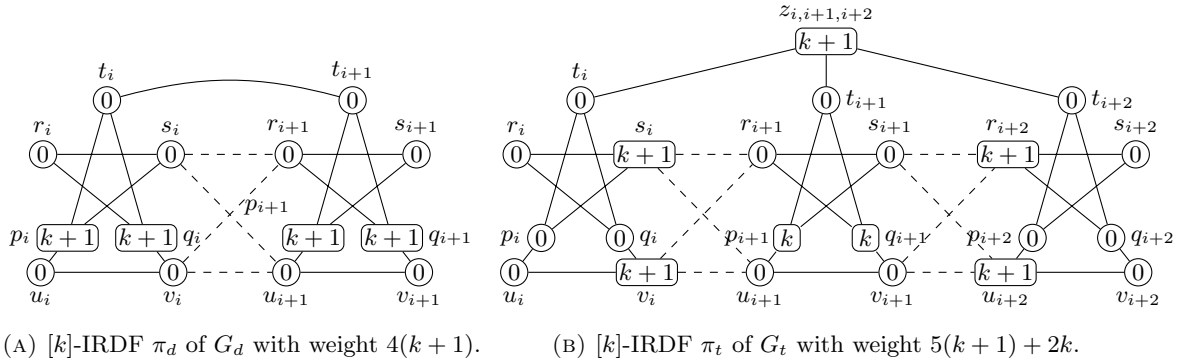 z_{i,i+1,i+2}
k + 1
t_i t_{i+1} t_i
0 0 0 0 t_{i+1} 0 t_{i+2}
r_i s_i r_{i+1} s_{i+1} r_i s_i r_{i+1} s_{i+1} r_{i+2} s_{i+2}
0 0 0 0 0 k + 1 0 0 k + 1 0
p_{i+1}
p_i k + 1 k + 1 q_i k + 1 k + 1 q_{i+1} p_i 0 0 q_i p_{i+1} k k q_{i+1} p_{i+2} 0 0 q_{i+2}
0 0 0 0 0 k + 1 0 0 k + 1 0
u_i v_i u_{i+1} v_{i+1} u_i v_i u_{i+1} v_{i+1} u_{i+2} v_{i+2}
(A) [k]-IRDF π_d of G_d with weight 4(k+1). (B) [k]-IRDF π_t of G_t with weight 5(k+1) + 2k.